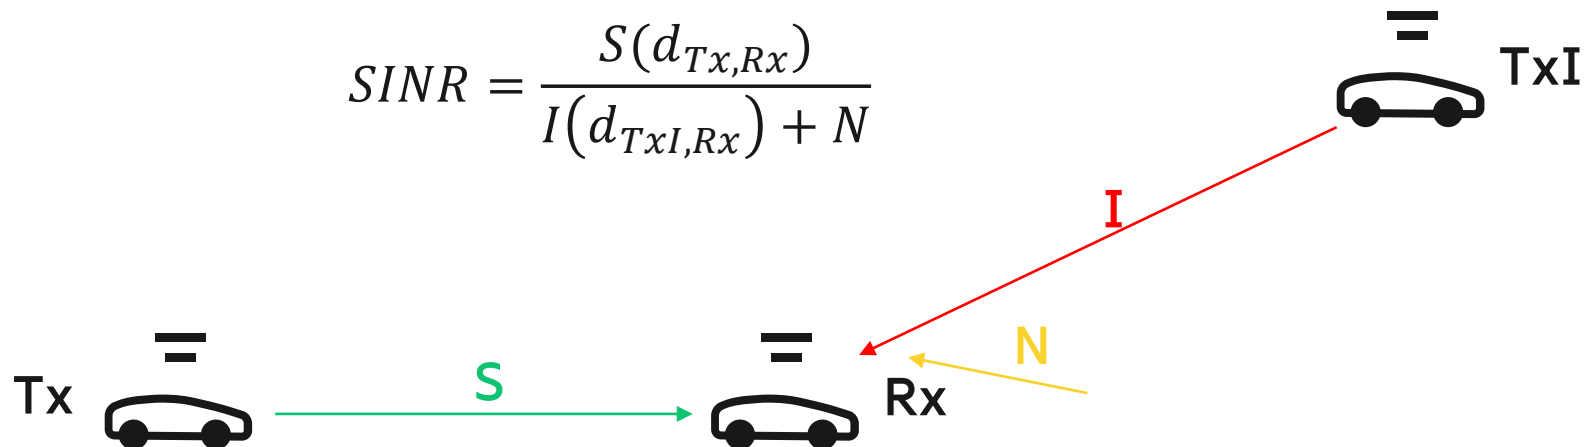 SINR = S(d_{Tx,Rx}) / (I(d_{TxI,Rx}) + N)
TxI
I
N
S
Tx
Rx